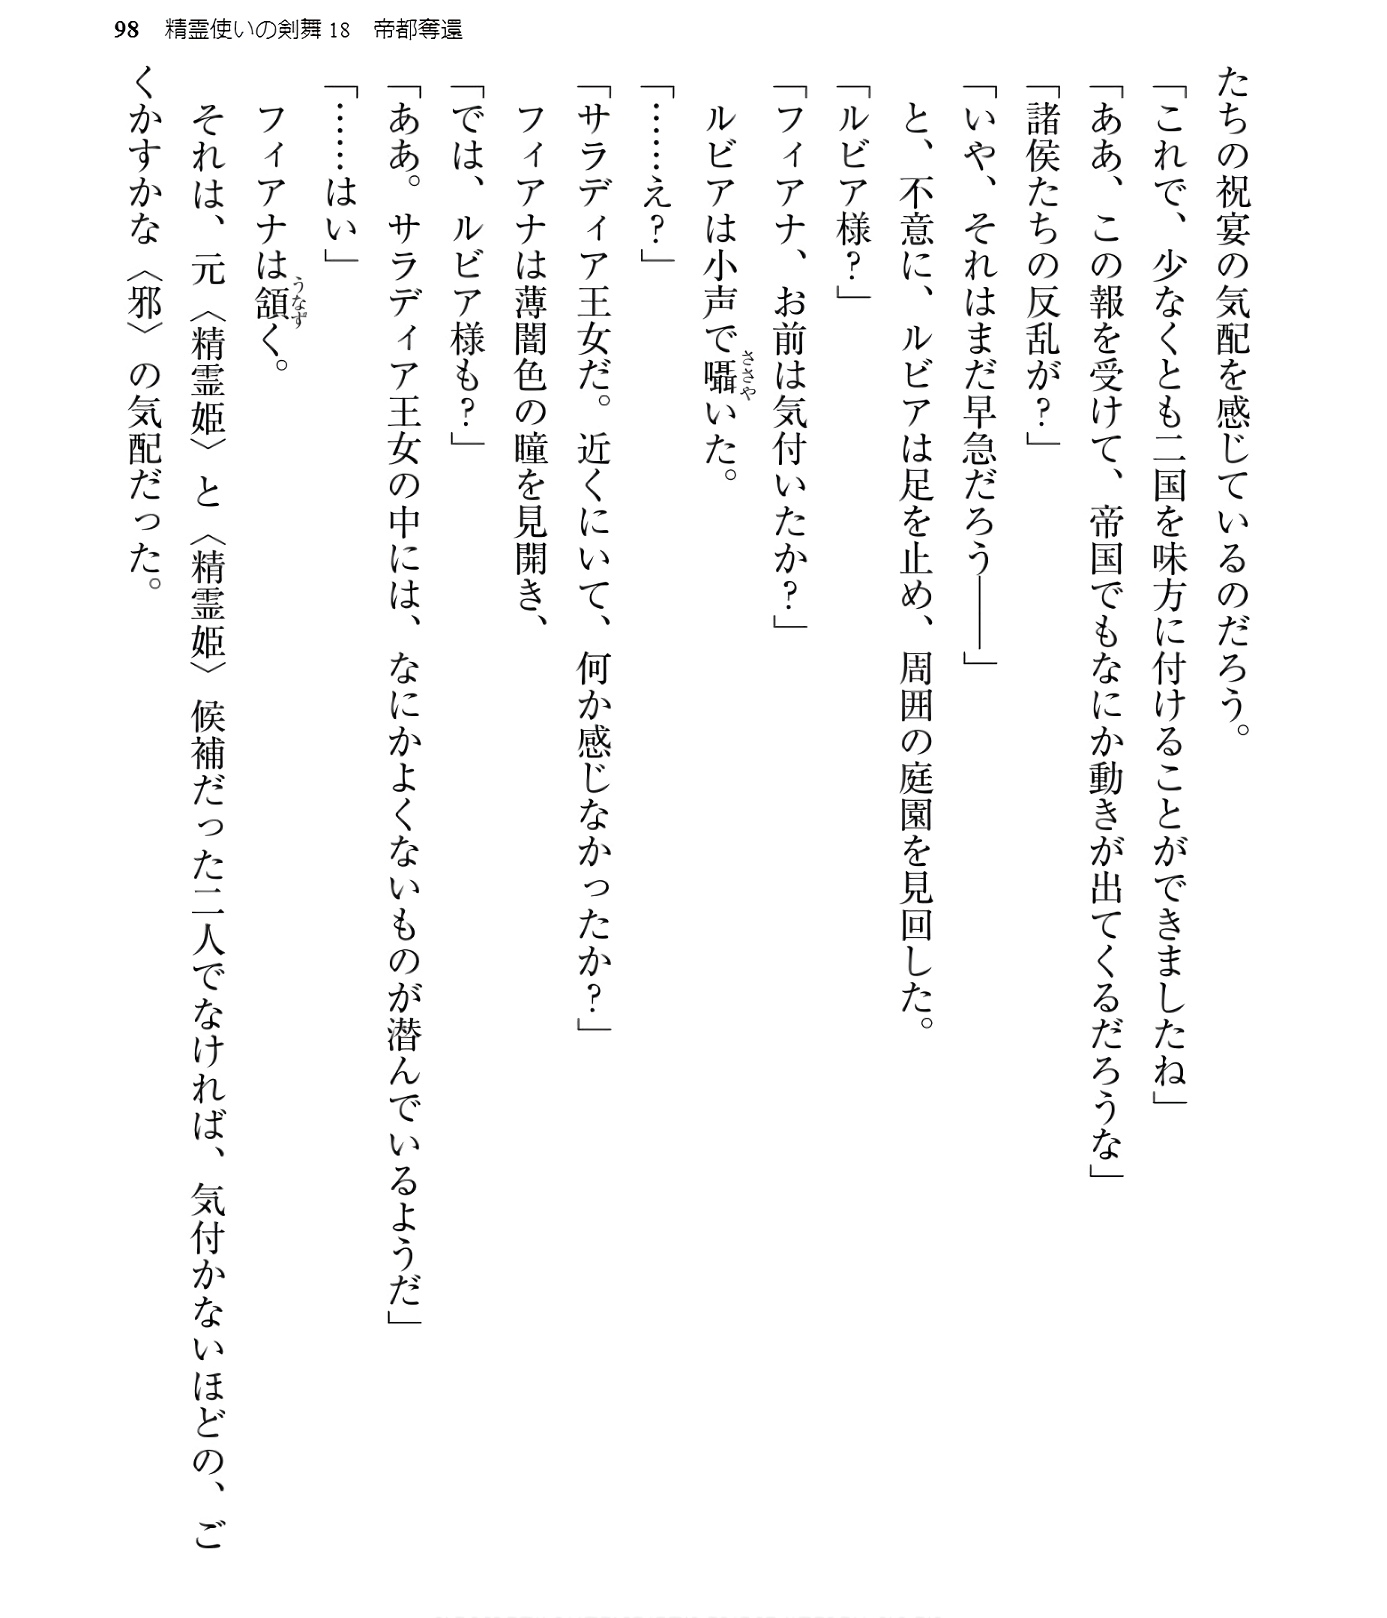 98 精霊使いの剣舞18 帝都奪還
たちの祝宴の気配を感じているのだろう。
「これで、少なくとも二国を味方に付けることができましたね」
「ああ、この報を受けて、帝国でもなにか動きが出てくるだろうな」
「諸侯たちの反乱が?」
「いや、それはまだ早急だろう――」
と、不意に、ルビアは足を止め、周囲の庭園を見回した。
「ルビア様?」
「フィアナ、お前は気付いたか?」
ルビアは小声で囁いた。
ささや
「……え?」
「サラディア王女だ。近くにいて、何か感じなかったか?」
フィアナは薄闇色の瞳を見開き、
「では、ルビア様も?」
「ああ。サラディア王女の中には、なにかよくないものが潜んでいるようだ」
「……はい」
フィアナは頷く。
うなず
それは、元〈精霊姫〉と〈精霊姫〉候補だった二人でなければ、気付かないほどの、ご
くかすかな〈邪〉の気配だった。